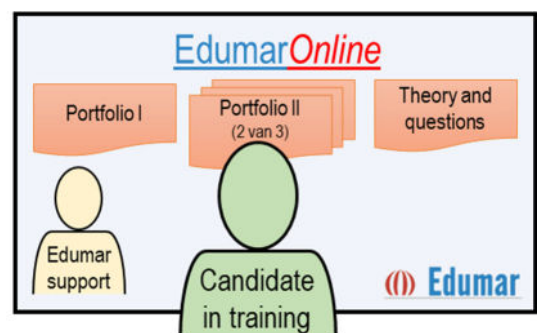 EdumarOnline
Portfolio I
Portfolio II
(2 van 3)
Theory and
questions
Edumar
support
Candidate
in training
Edumar